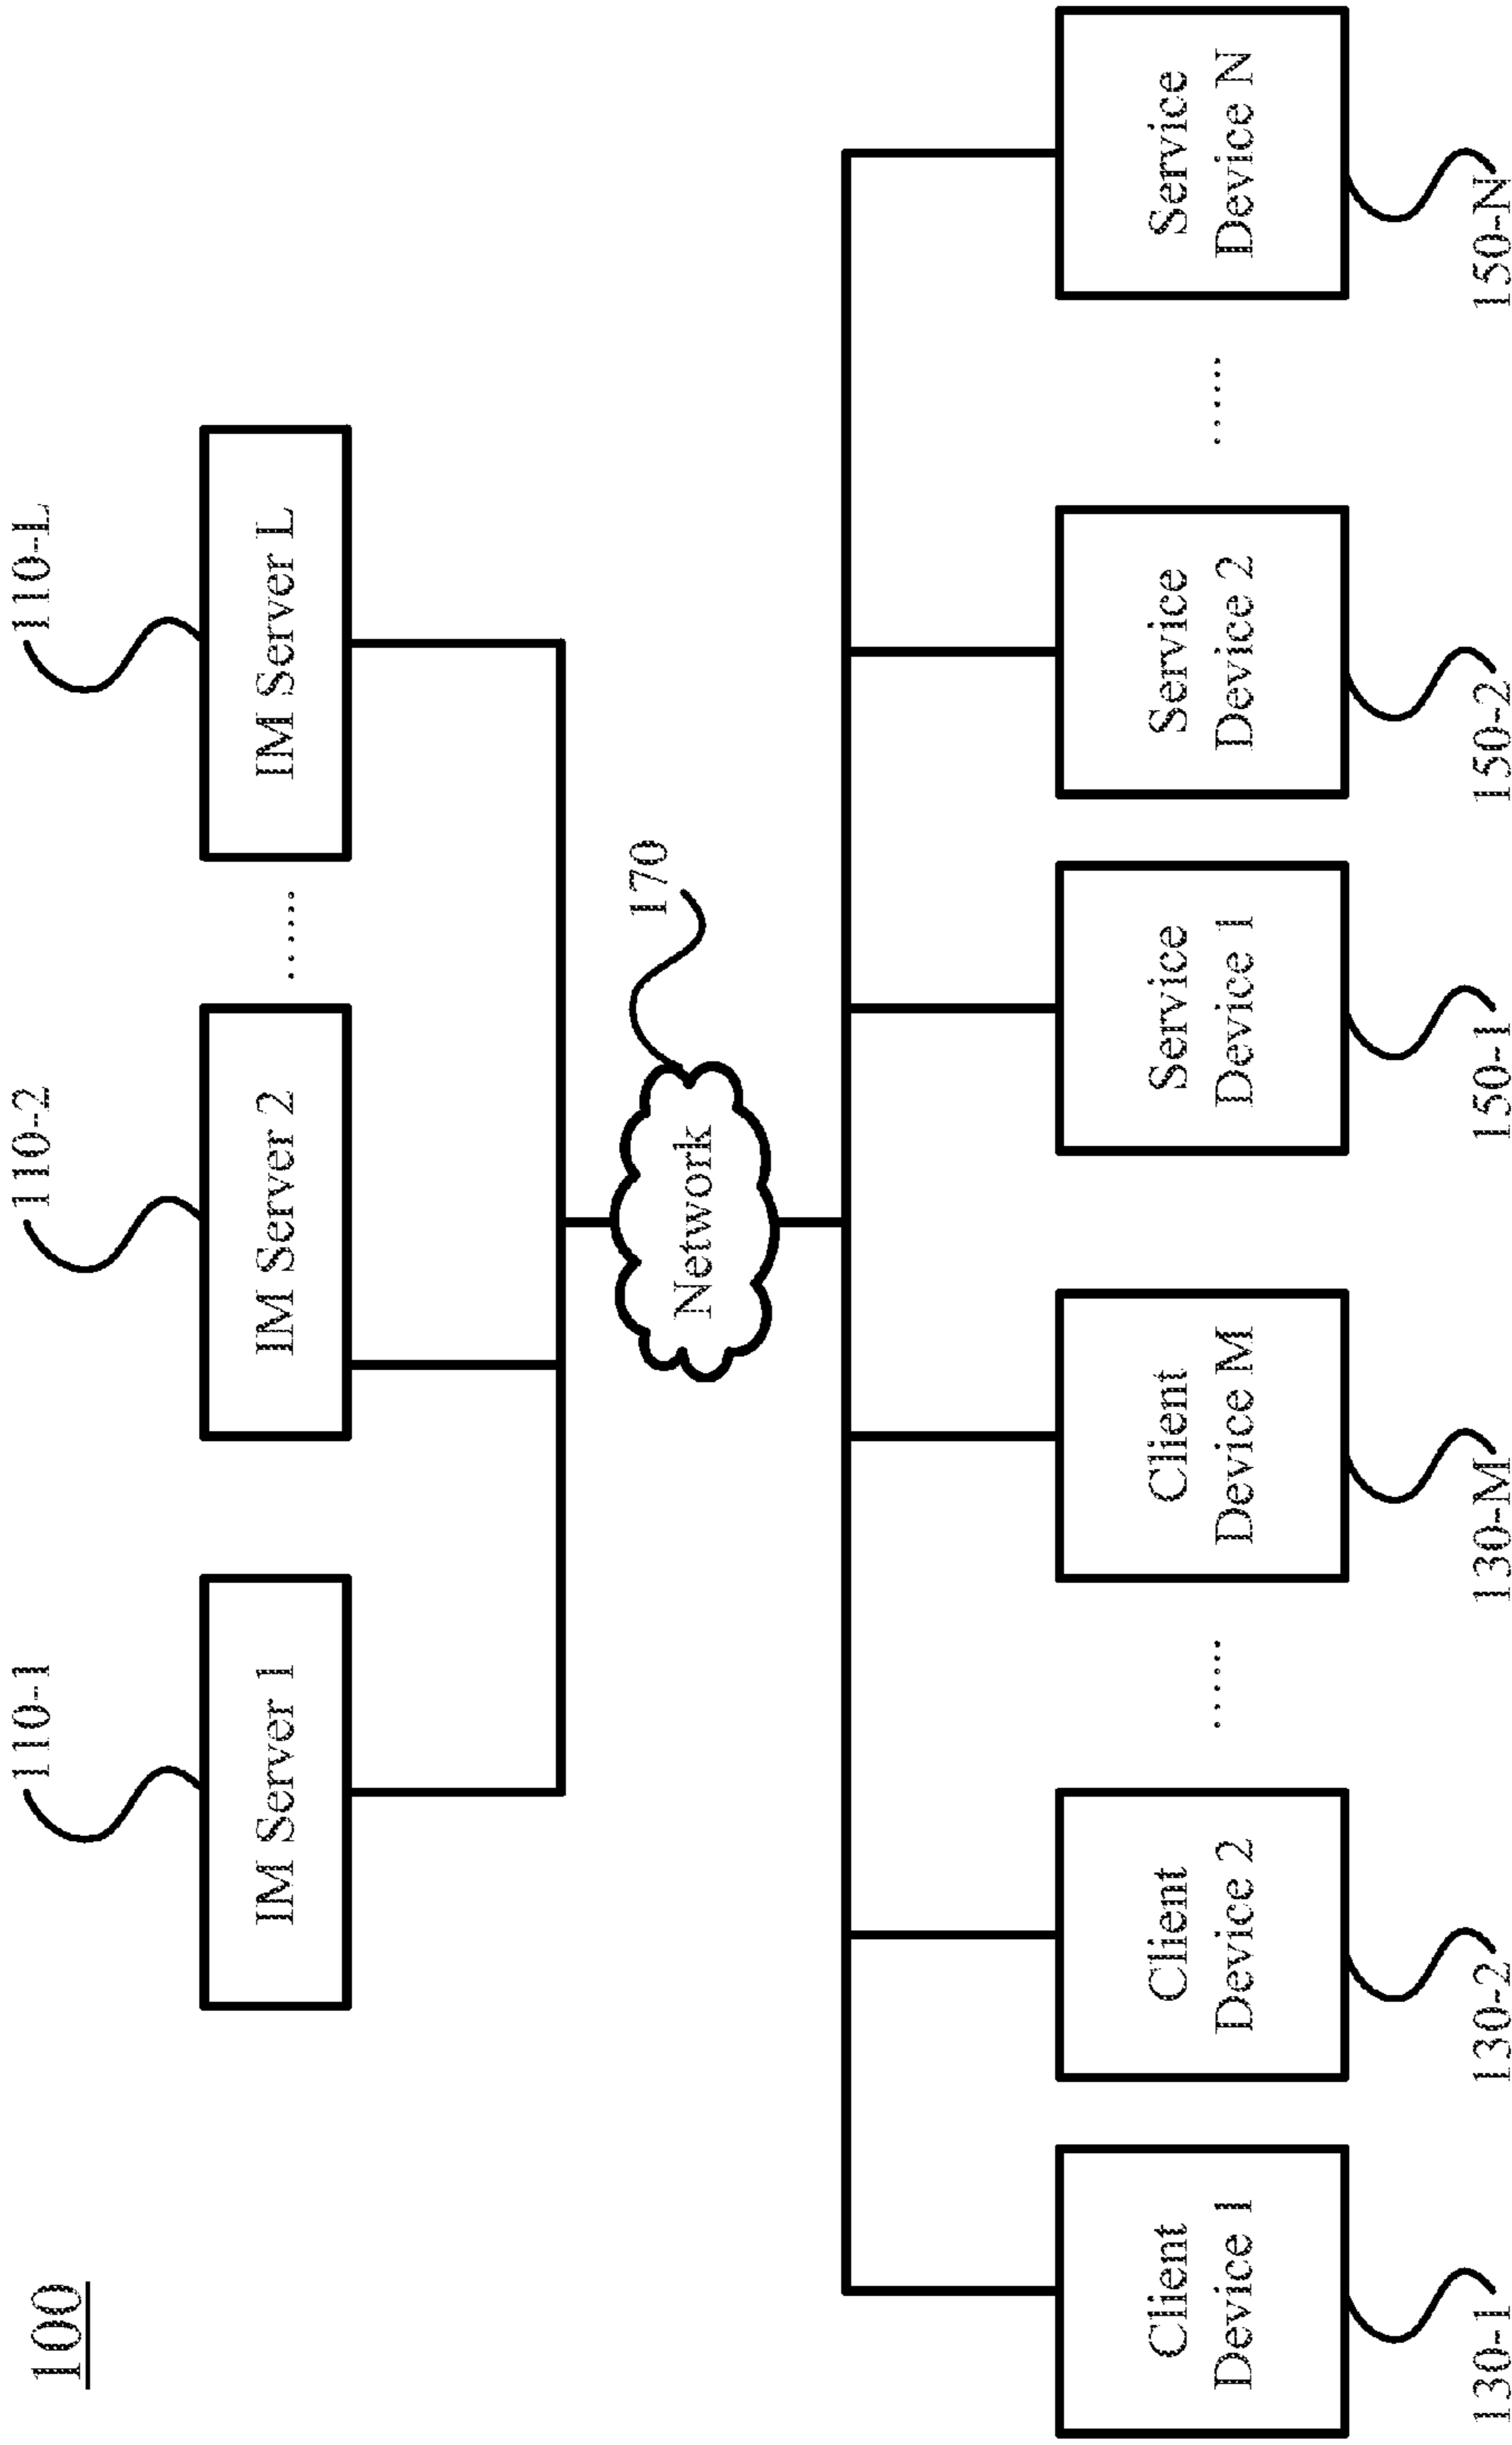 100
110-1
110-2
110-L
IM Server 1
IM Server 2
......
IM Server L
170
Network
Client
Device 1
Client
Device 2
......
Client
Device M
Service
Device 1
Service
Device 2
......
Service
Device N
130-1
130-2
130-M
150-1
150-2
150-N